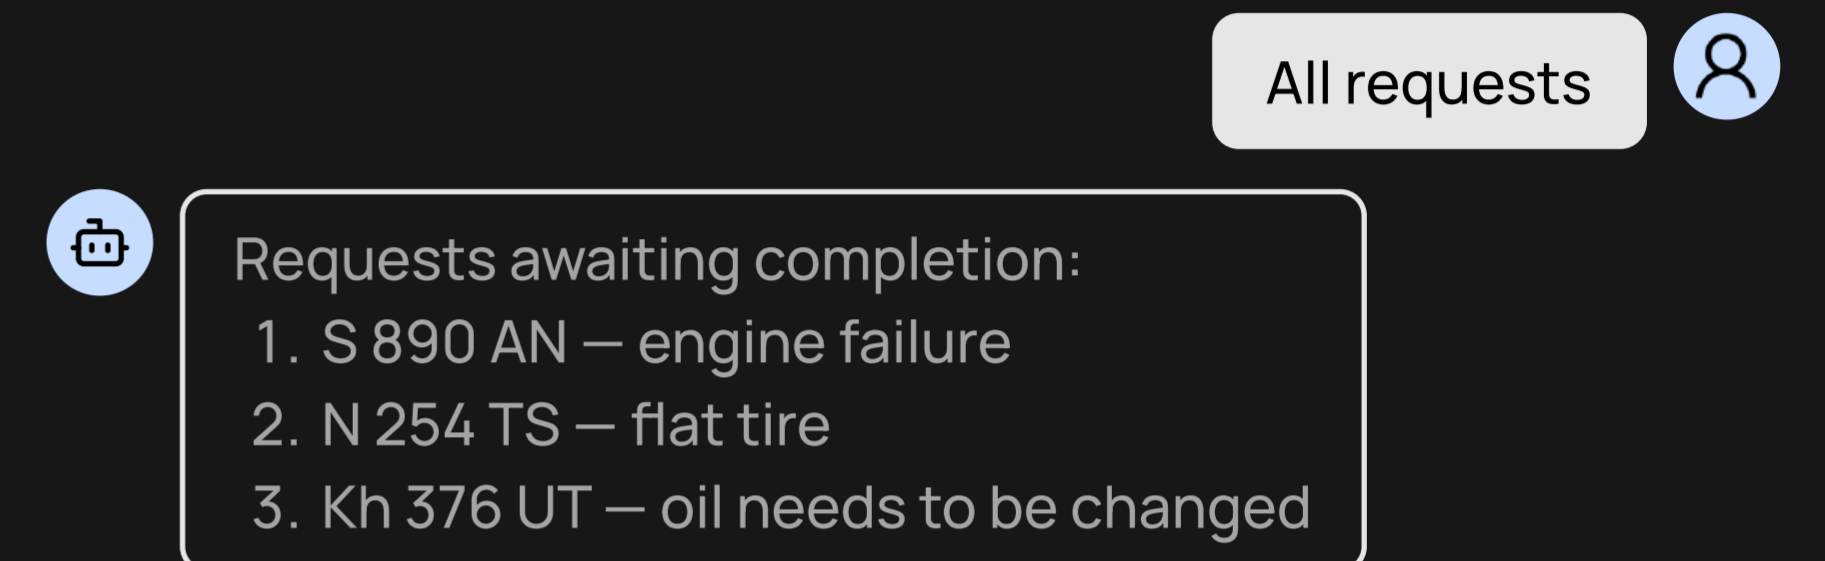 All requests
Requests awaiting completion:
1. S 890 AN — engine failure
2. N 254 TS — flat tire
3. Kh 376 UT — oil needs to be changed